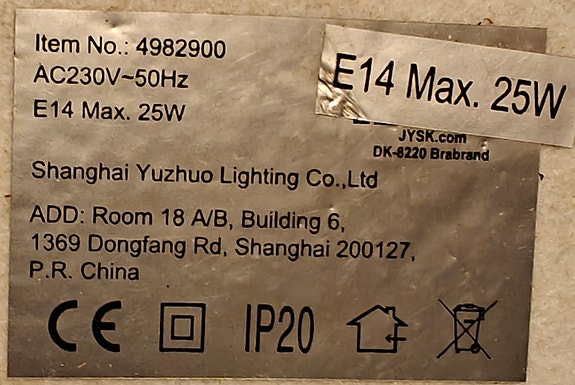 Item No.: 4982900
AC230V~50Hz
E14 Max. 25W
E14 Max. 25W
JYSK.com
DK-8220 Brabrand
Shanghai Yuzhuo Lighting Co.,Ltd
ADD: Room 18 A/B, Building 6,
1369 Dongfang Rd, Shanghai 200127,
P.R. China
CE IP20